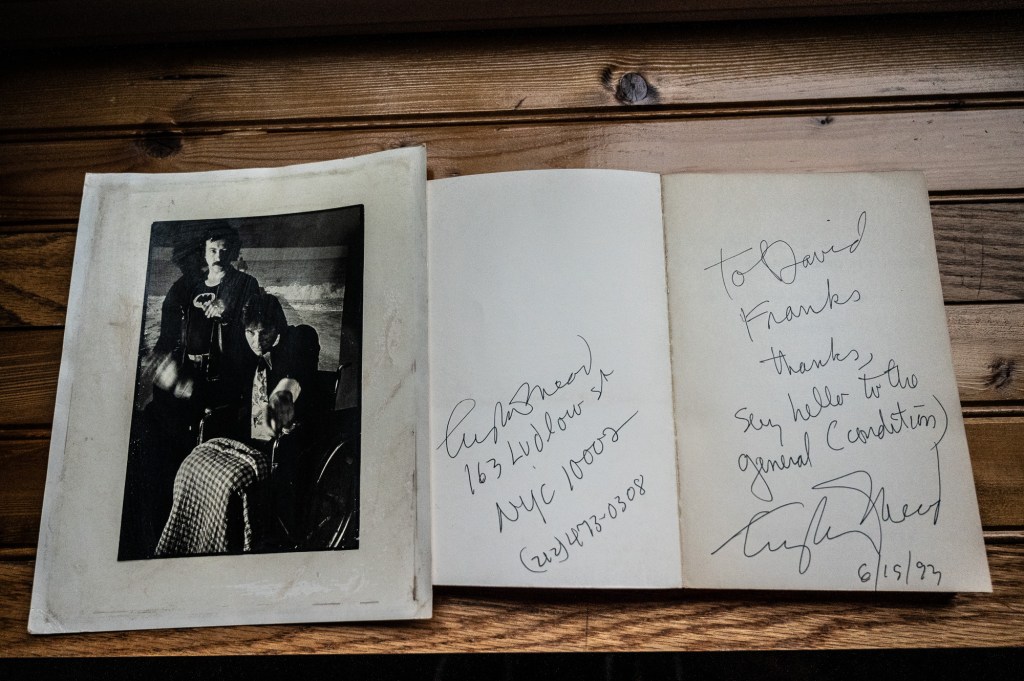 163 Ludlow st
NYC 10002
(212) 473-0308
To David
Franks
thanks,
say hello to the
general (condition)
6/15/93